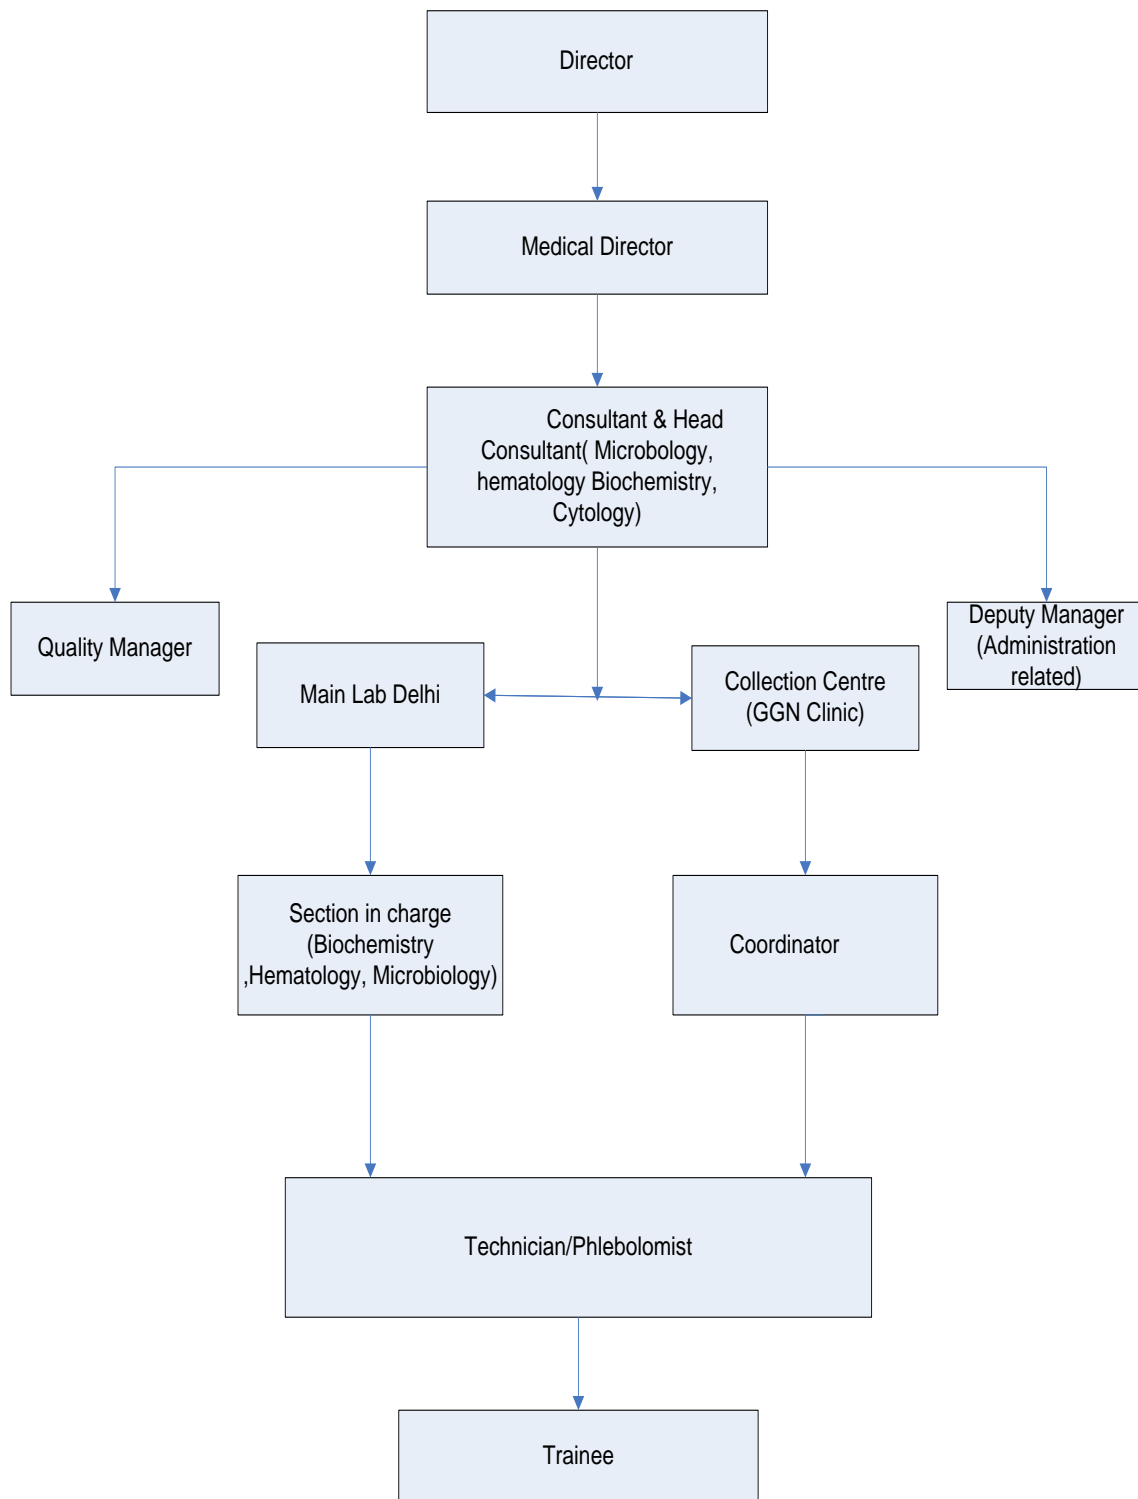 Director
Medical Director
Consultant & Head
Consultant( Microbology,
hematology Biochemistry,
Cytology)
Quality Manager
Deputy Manager
(Administration
related)
Main Lab Delhi
Collection Centre
(GGN Clinic)
Section in charge
(Biochemistry
,Hematology, Microbiology)
Coordinator
Technician/Phlebolomist
Trainee